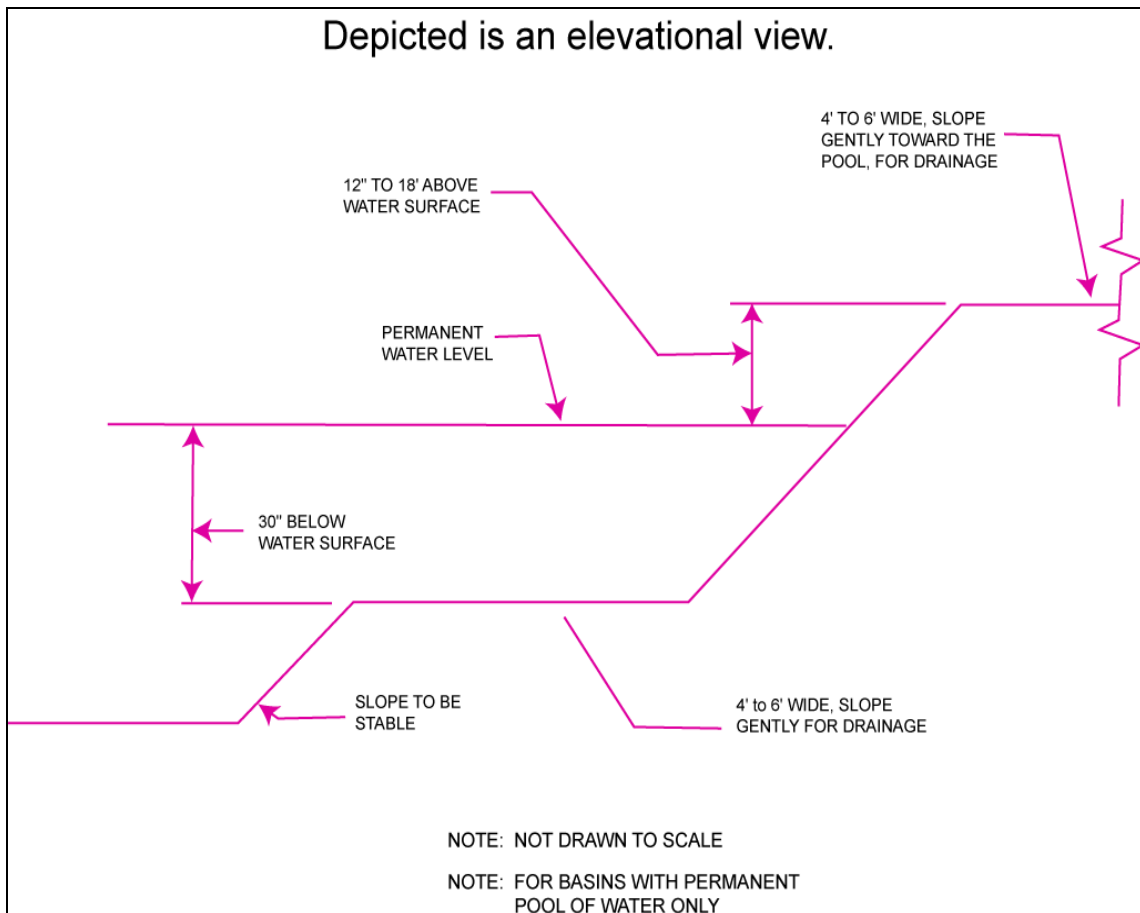 Depicted is an elevational view.
4' TO 6' WIDE, SLOPE
GENTLY TOWARD THE
POOL, FOR DRAINAGE
12" TO 18' ABOVE
WATER SURFACE
PERMANENT
WATER LEVEL
30" BELOW
WATER SURFACE
SLOPE TO BE
STABLE
4' to 6' WIDE, SLOPE
GENTLY FOR DRAINAGE
NOTE: NOT DRAWN TO SCALE
NOTE: FOR BASINS WITH PERMANENT
POOL OF WATER ONLY